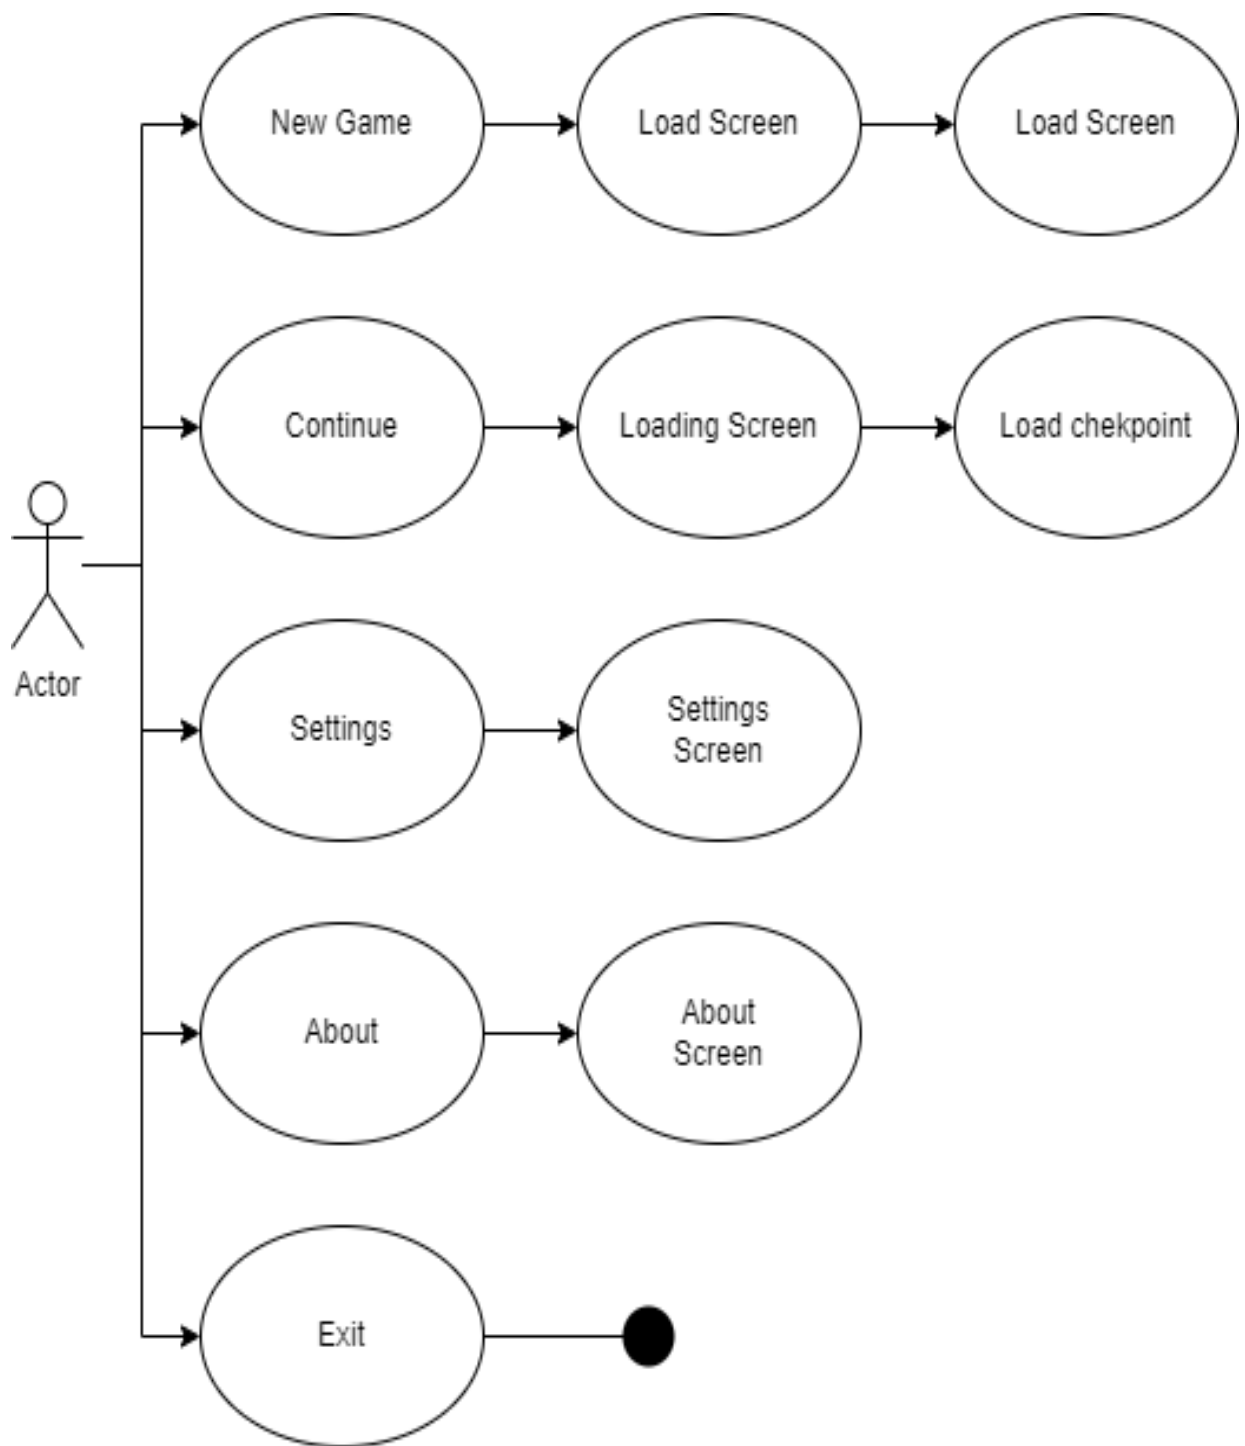 New Game
Load Screen
Load Screen
Continue
Loading Screen
Load chekpoint
Actor
Settings
Settings
Screen
About
About
Screen
Exit